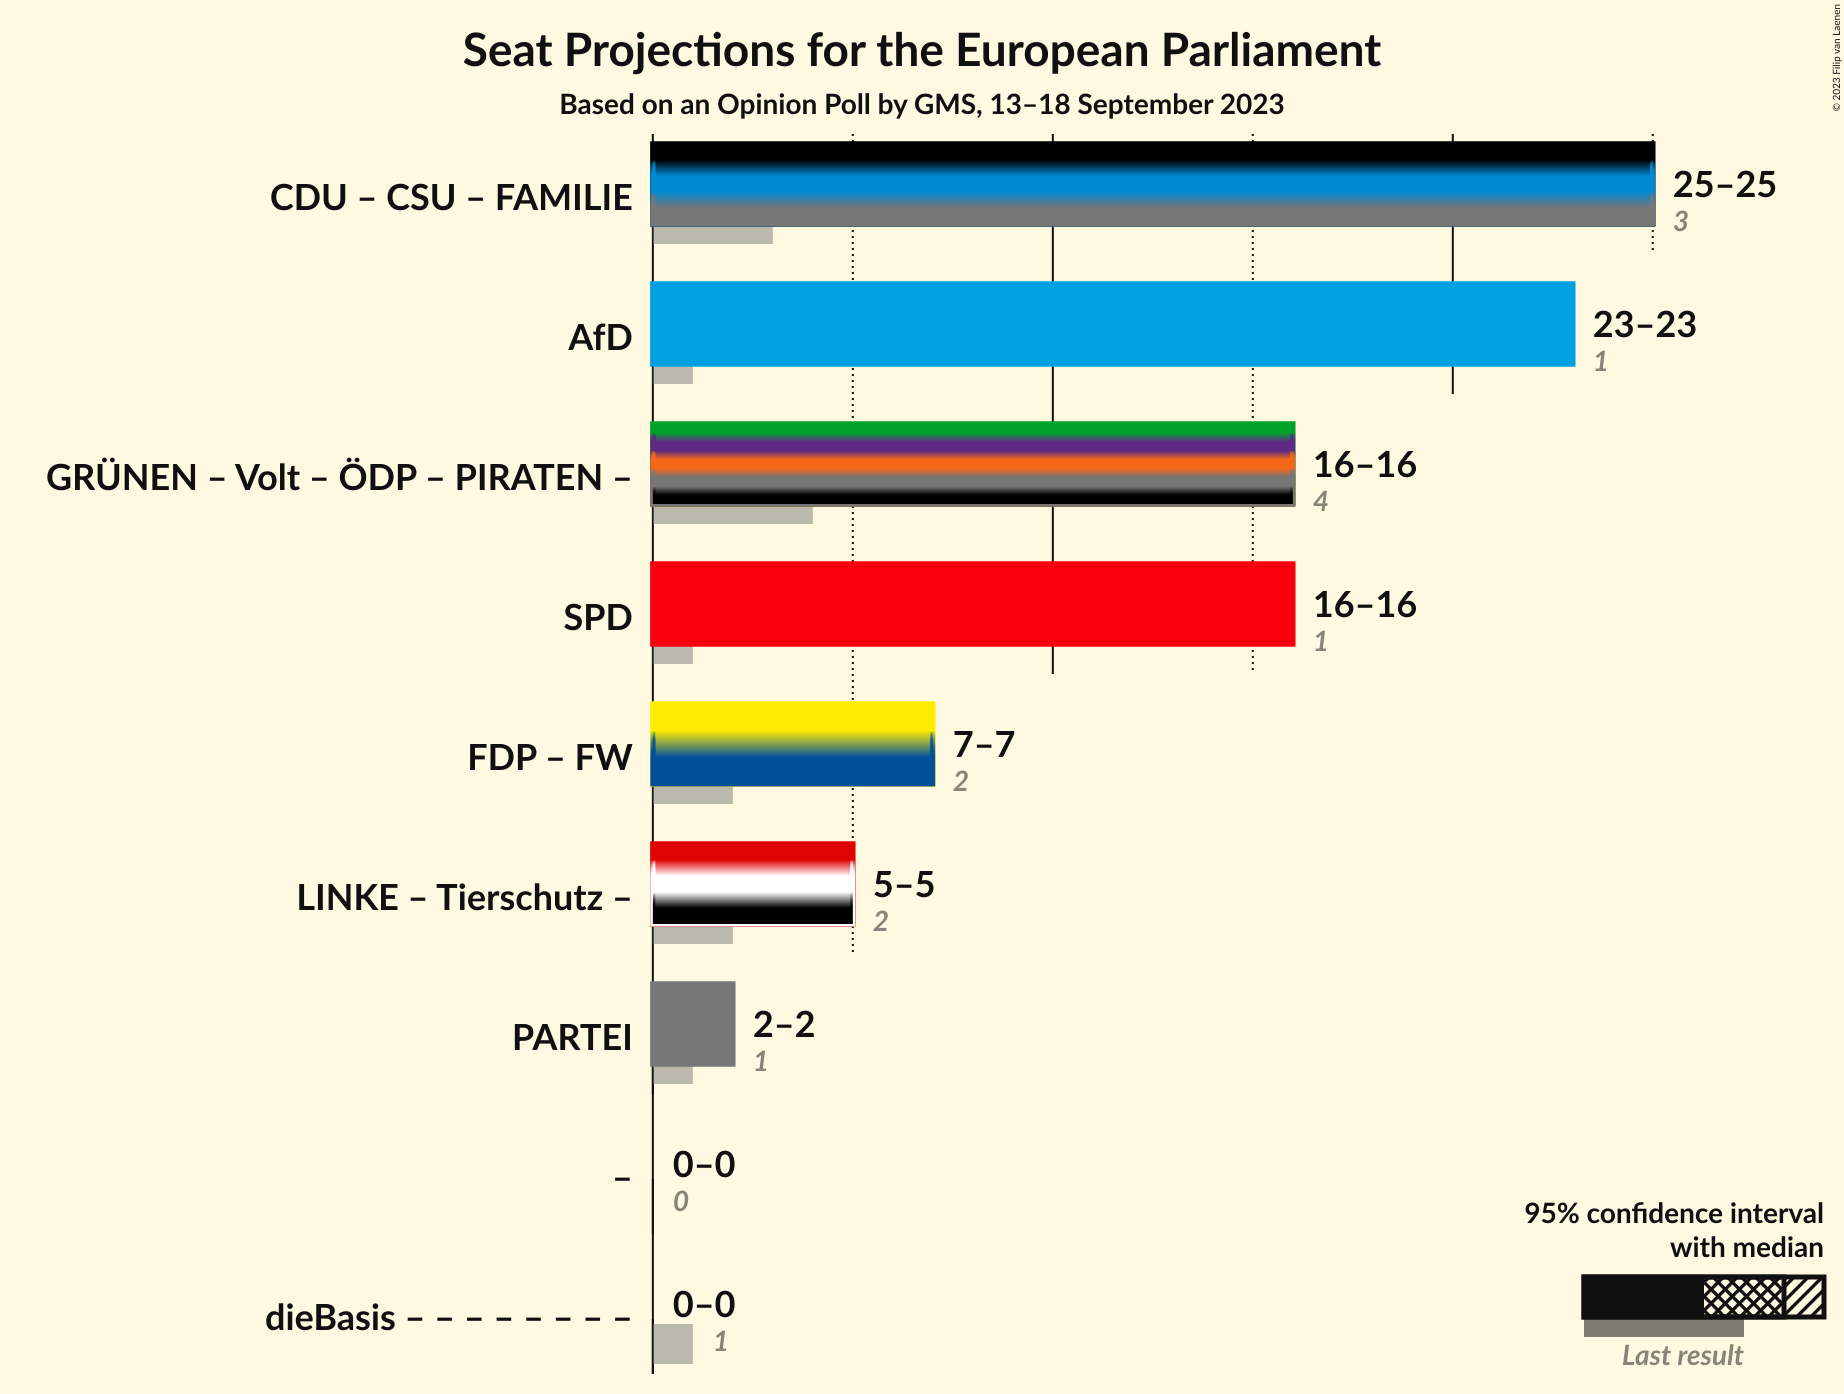 Seat Projections for the European Parliament
Based on an Opinion Poll by GMS, 13–18 September 2023
© 2023 Filip van Laenen
CDU – CSU – FAMILIE
25–25
3
AfD
23–23
1
GRÜNEN – Volt – ÖDP – PIRATEN –
16–16
4
SPD
16–16
1
FDP – FW
7–7
2
LINKE – Tierschutz –
5–5
2
PARTEI
2–2
1
–
0–0
0
dieBasis – – – – – – – –
0–0
1
95% confidence interval
with median
Last result